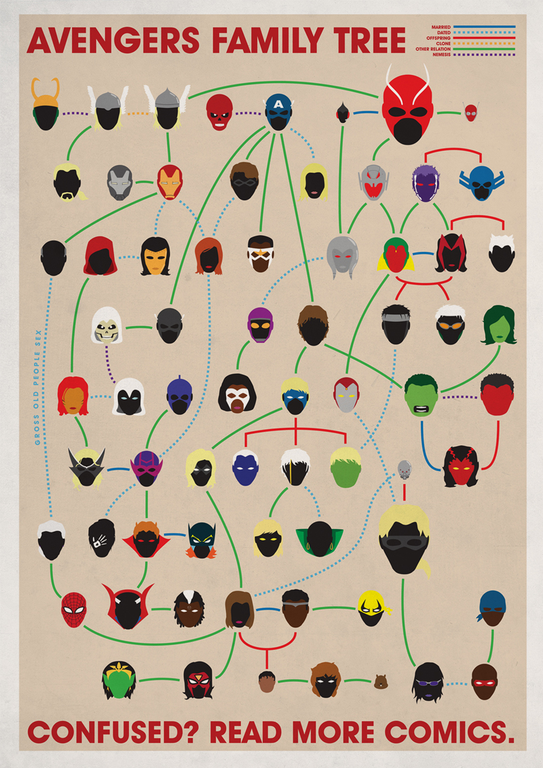 AVENGERS FAMILY TREE
MARRIED
DATED
OFFSPRING
CLONE
OTHER RELATION
NEMESIS
A
GROSS OLD PEOPLE SEX
CONFUSED? READ MORE COMICS.